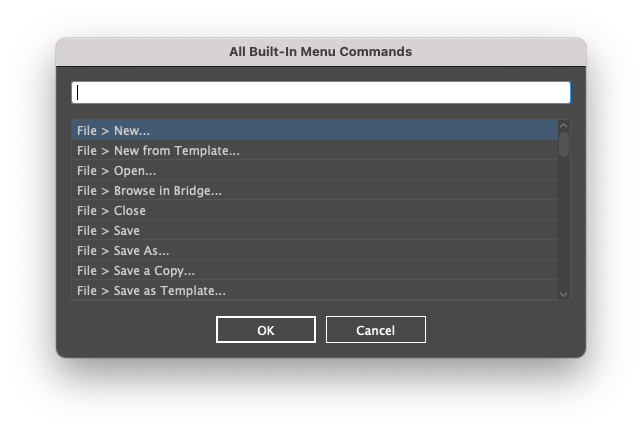 All Built-In Menu Commands
File > New...
File > New from Template...
File > Open...
File > Browse in Bridge...
File > Close
File > Save
File > Save As...
File > Save a Copy...
File > Save as Template...
OK
Cancel